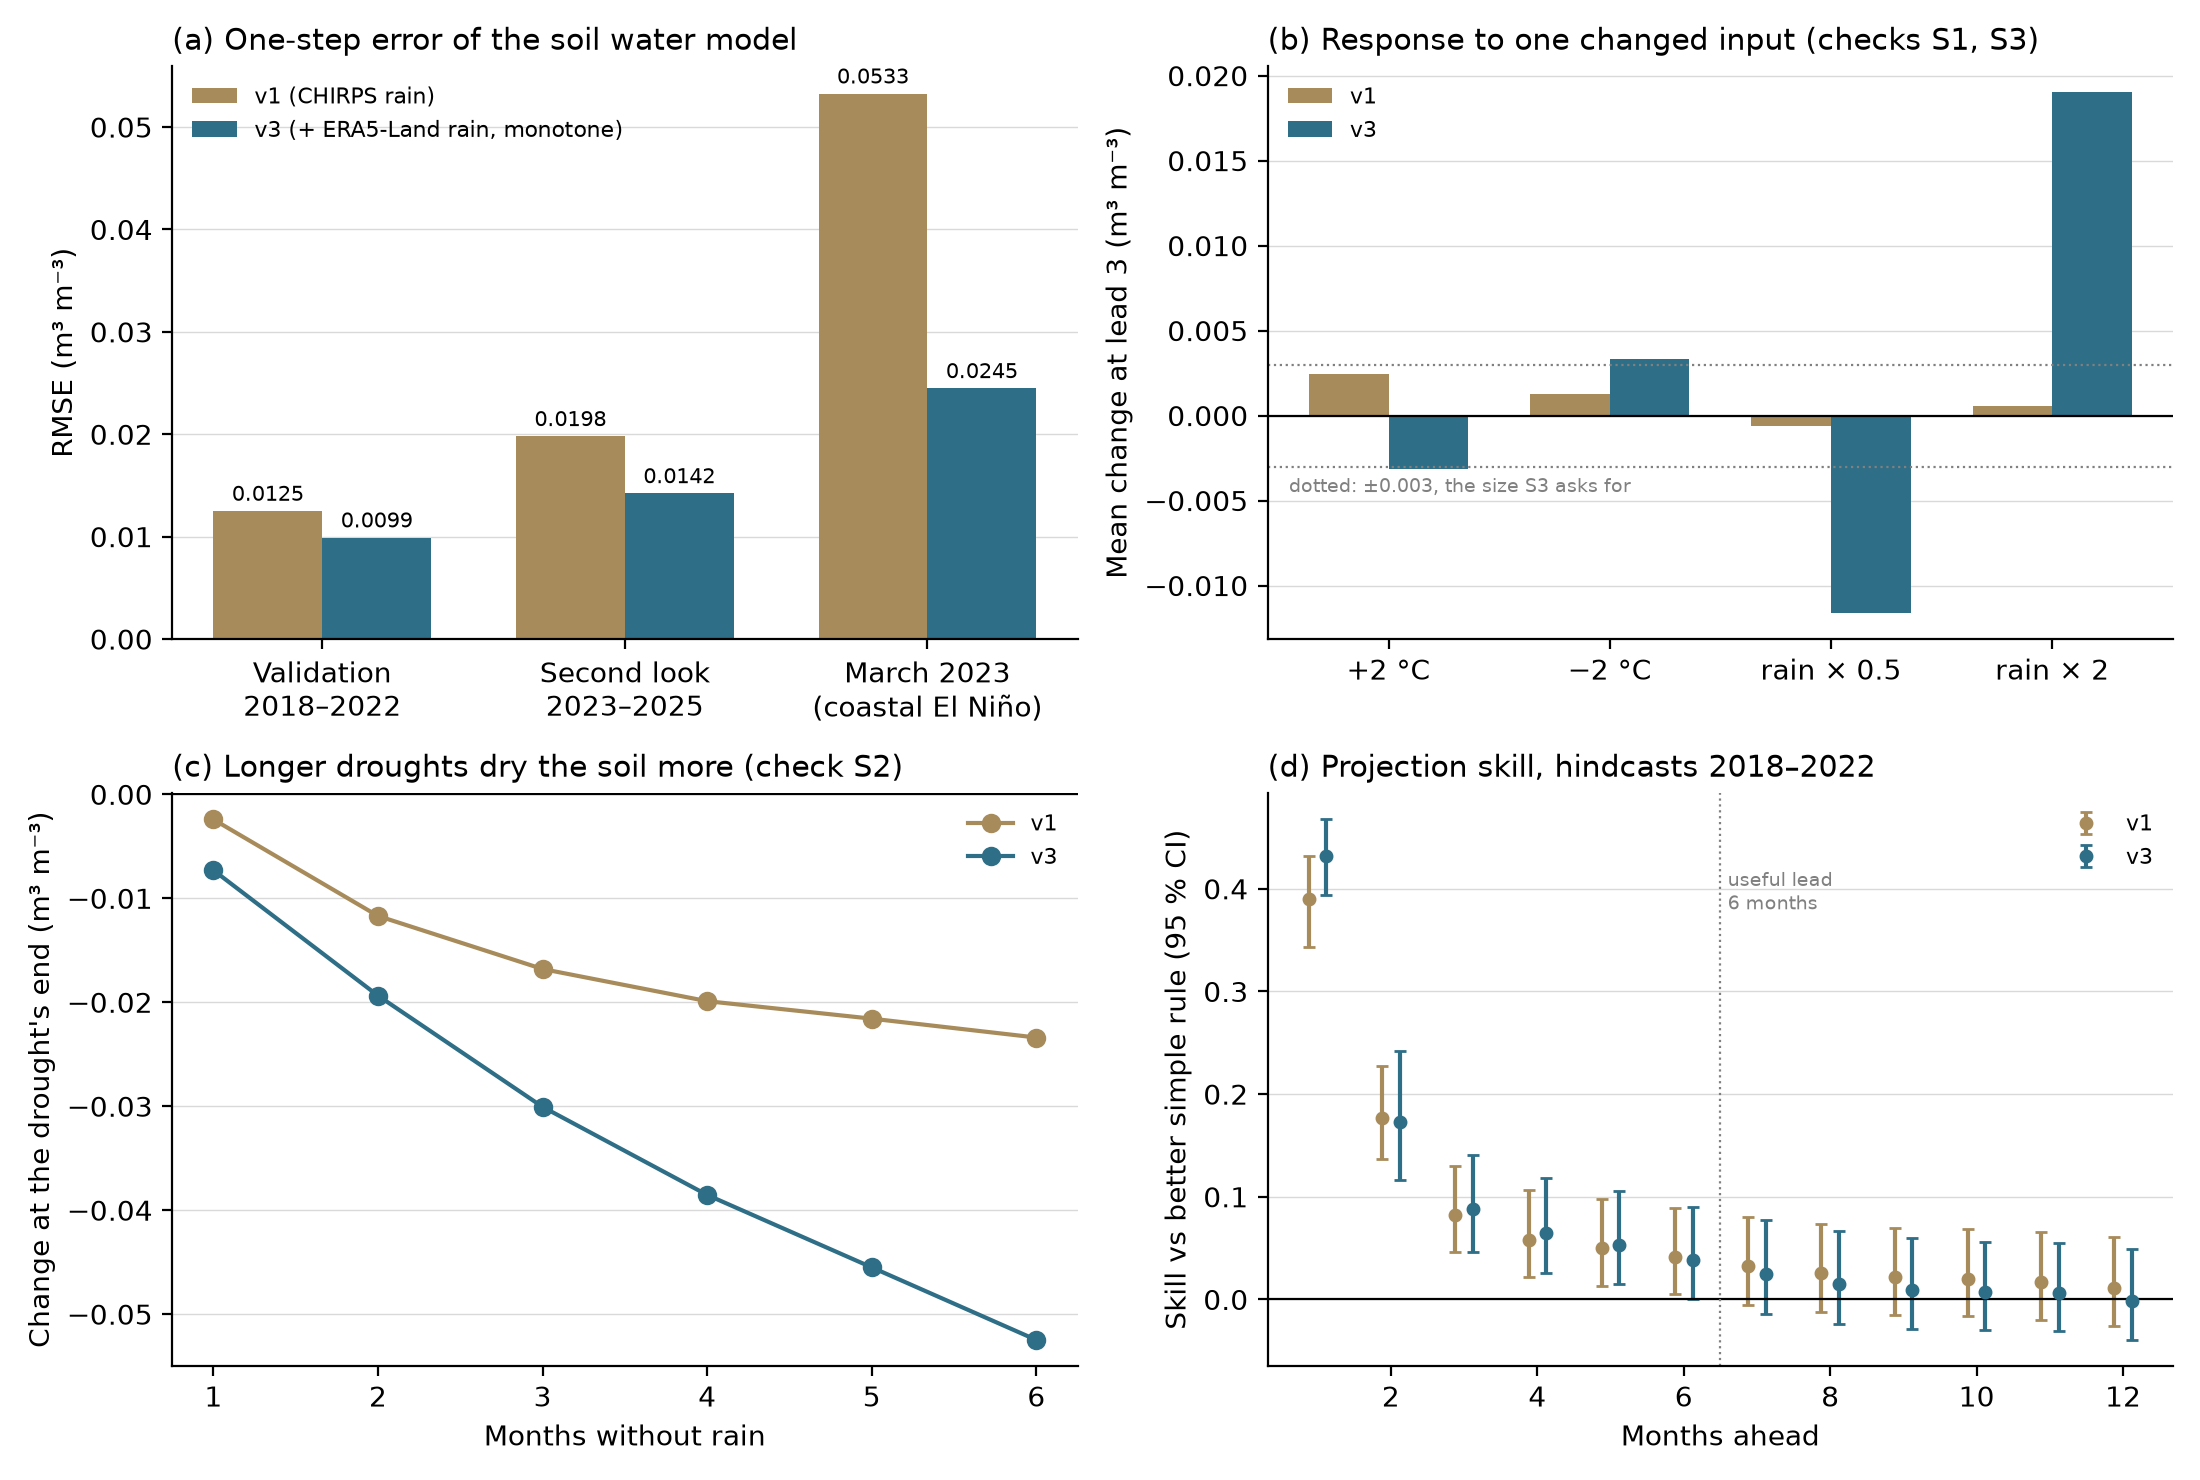 (a) One-step error of the soil water model
v1 (CHIRPS rain)
v3 (+ ERA5-Land rain, monotone)
RMSE (m³ m⁻³)
0.05
0.04
0.03
0.02
0.01
0.00
0.0125
0.0099
0.0198
0.0142
0.0533
0.0245
Validation
2018–2022
Second look
2023–2025
March 2023
(coastal El Niño)
(b) Response to one changed input (checks S1, S3)
v1
v3
Mean change at lead 3 (m³ m⁻³)
0.020
0.015
0.010
0.005
0.000
−0.005
−0.010
dotted: ±0.003, the size S3 asks for
+2 °C
−2 °C
rain × 0.5
rain × 2
(c) Longer droughts dry the soil more (check S2)
v1
v3
Change at the drought's end (m³ m⁻³)
0.00
−0.01
−0.02
−0.03
−0.04
−0.05
1 2 3 4 5 6
Months without rain
(d) Projection skill, hindcasts 2018–2022
v1
v3
useful lead
6 months
Skill vs better simple rule (95 % CI)
0.4
0.3
0.2
0.1
0.0
2 4 6 8 10 12
Months ahead